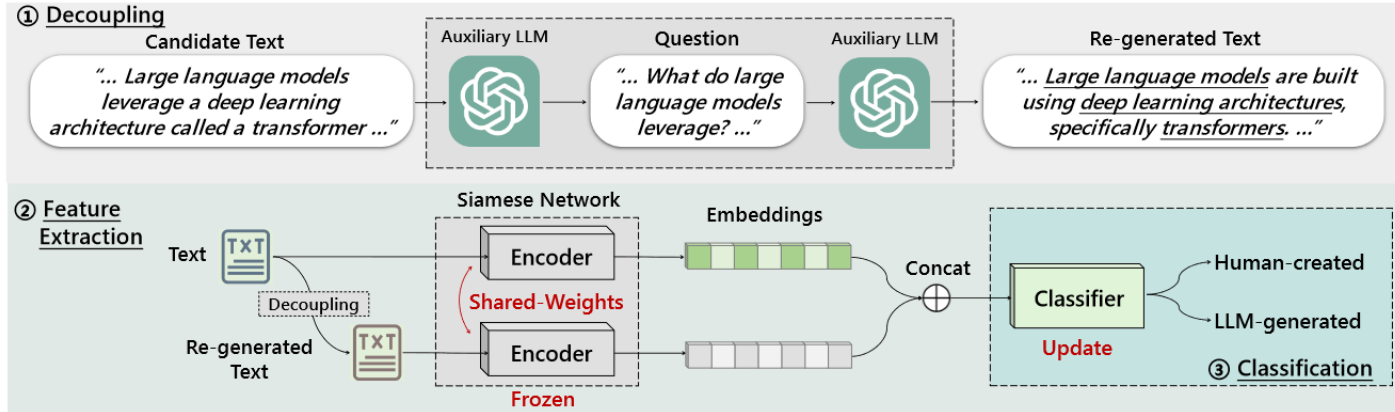 ① Decoupling
Candidate Text
Auxiliary LLM
Question
Auxiliary LLM
Re-generated Text
“... Large language models
leverage a deep learning
architecture called a transformer ...”
“... What do large
language models
leverage? ...”
“... Large language models are built
using deep learning architectures,
specifically transformers. ...”
② Feature
Extraction
Siamese Network
Text
TXT
Decoupling
Re-generated
Text
TXT
Encoder
Shared-Weights
Encoder
Frozen
Embeddings
Concat
Classifier
Update
Human-created
LLM-generated
③ Classification